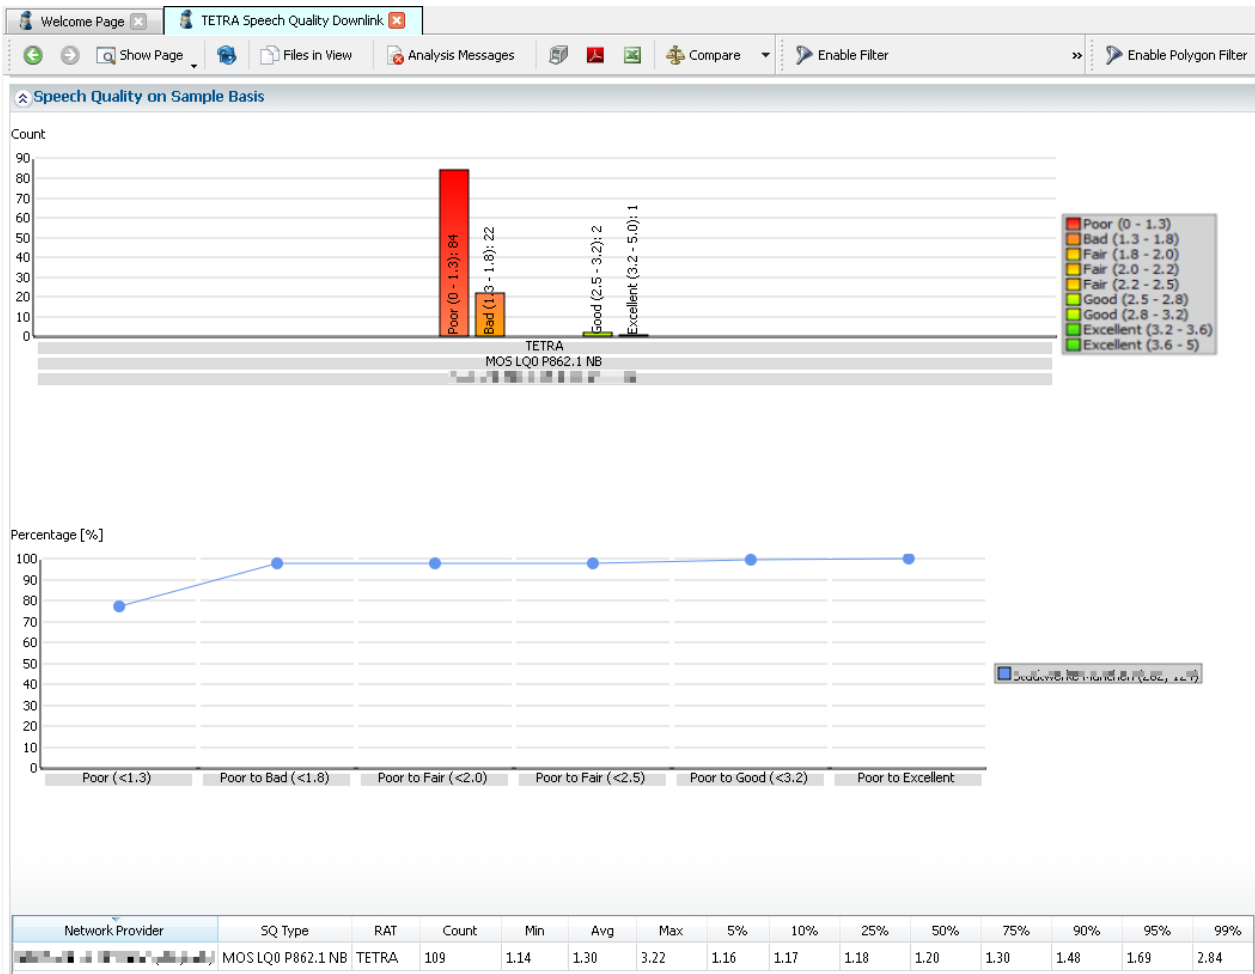 Welcome Page TETRA Speech Quality Downlink
Show Page Files in View Analysis Messages Compare Enable Filter » Enable Polygon Filter
Speech Quality on Sample Basis
Count
90
80
70
60
50
40
30
20
10
0
Poor (0 - 1.3): 84
Bad (1.3 - 1.8): 22
Good (2.5 - 3.2): 2
Excellent (3.2 - 5.0): 1
TETRA
MOS LQ0 P862.1 NB
Poor (0 - 1.3)
Bad (1.3 - 1.8)
Fair (1.8 - 2.0)
Fair (2.0 - 2.2)
Fair (2.2 - 2.5)
Good (2.5 - 2.8)
Good (2.8 - 3.2)
Excellent (3.2 - 3.6)
Excellent (3.6 - 5)
Percentage [%]
100
90
80
70
60
50
40
30
20
10
0
Poor (<1.3) Poor to Bad (<1.8) Poor to Fair (<2.0) Poor to Fair (<2.5) Poor to Good (<3.2) Poor to Excellent
Network Provider SQ Type RAT Count Min Avg Max 5% 10% 25% 50% 75% 90% 95% 99%
MOS LQ0 P862.1 NB TETRA 109 1.14 1.30 3.22 1.16 1.17 1.18 1.20 1.30 1.48 1.69 2.84